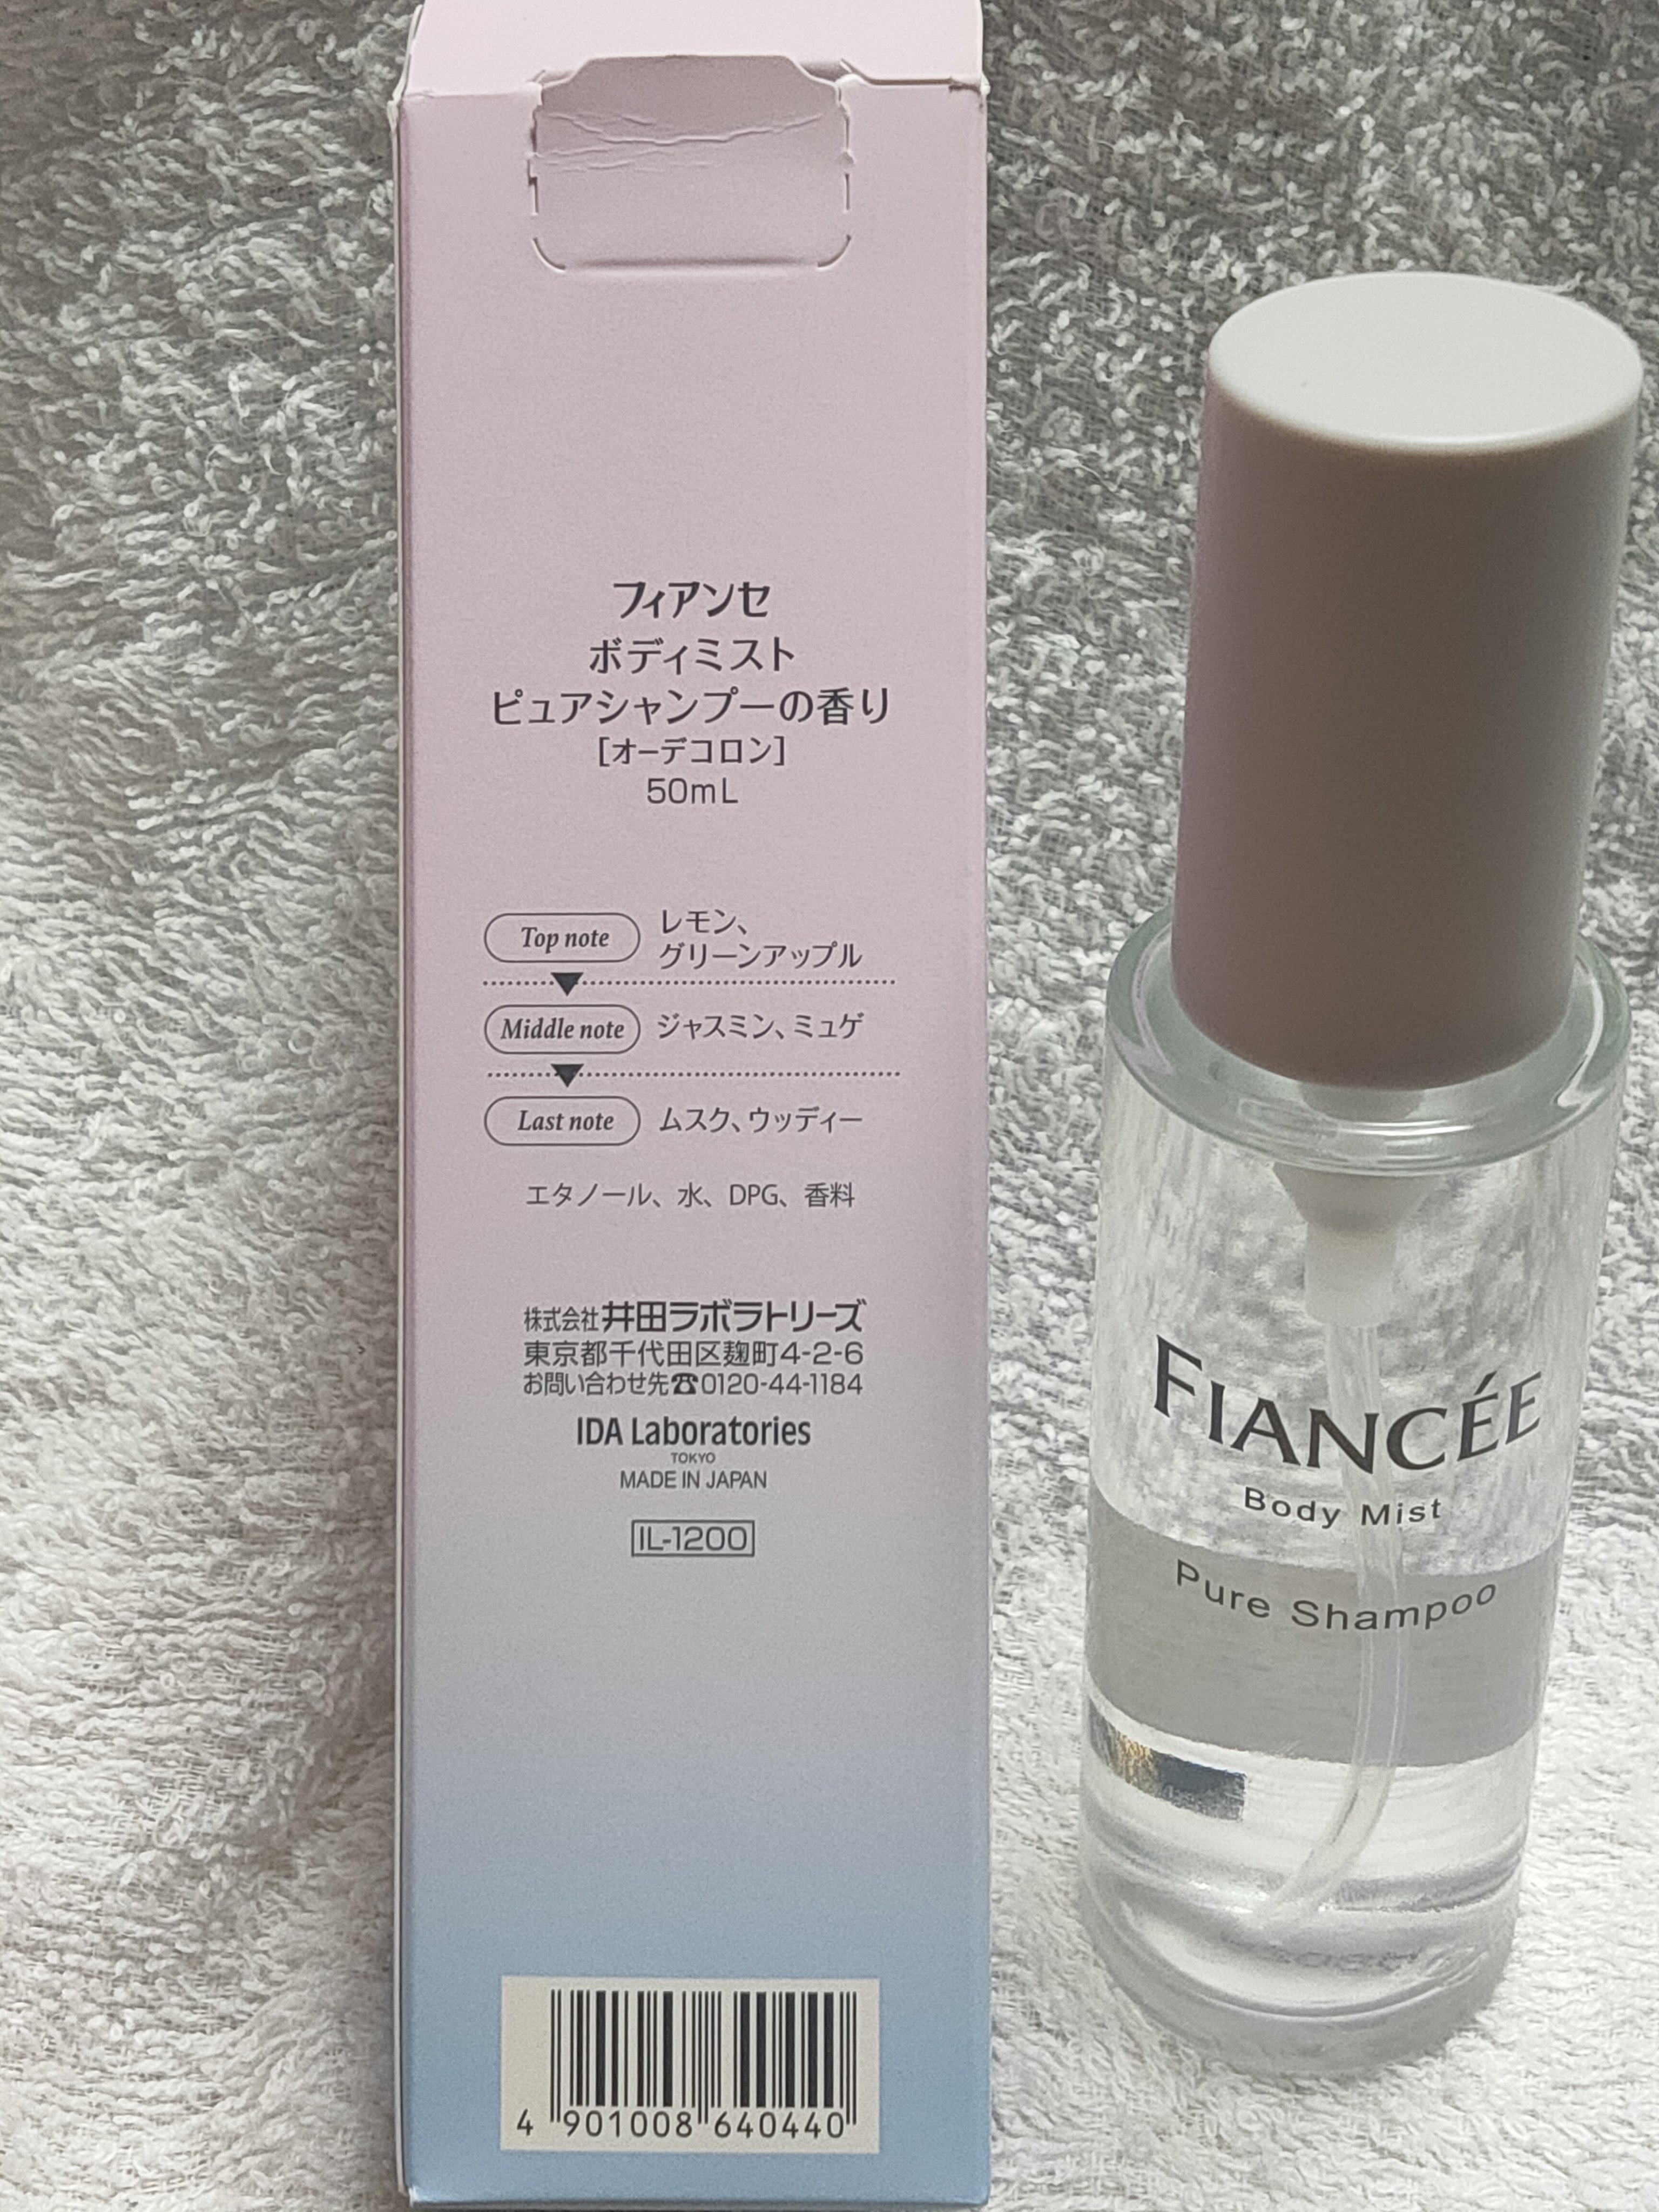 フィアンセ
ボディミスト
ピュアシャンプーの香り
[オーデコロン]
50mL
Top note レモン、
グリーンアップル
Middle note ジャスミン、ミュゲ
Last note ムスク、ウッディー
エタノール、水、DPG、香料
株式会社井田ラボラトリーズ
東京都千代田区麹町4-2-6
お問い合わせ先☎0120-44-1184
IDA Laboratories
TOKYO
MADE IN JAPAN
IL-1200
4 901008 640440
FIANCÉE
Body Mist
Pure Shampoo